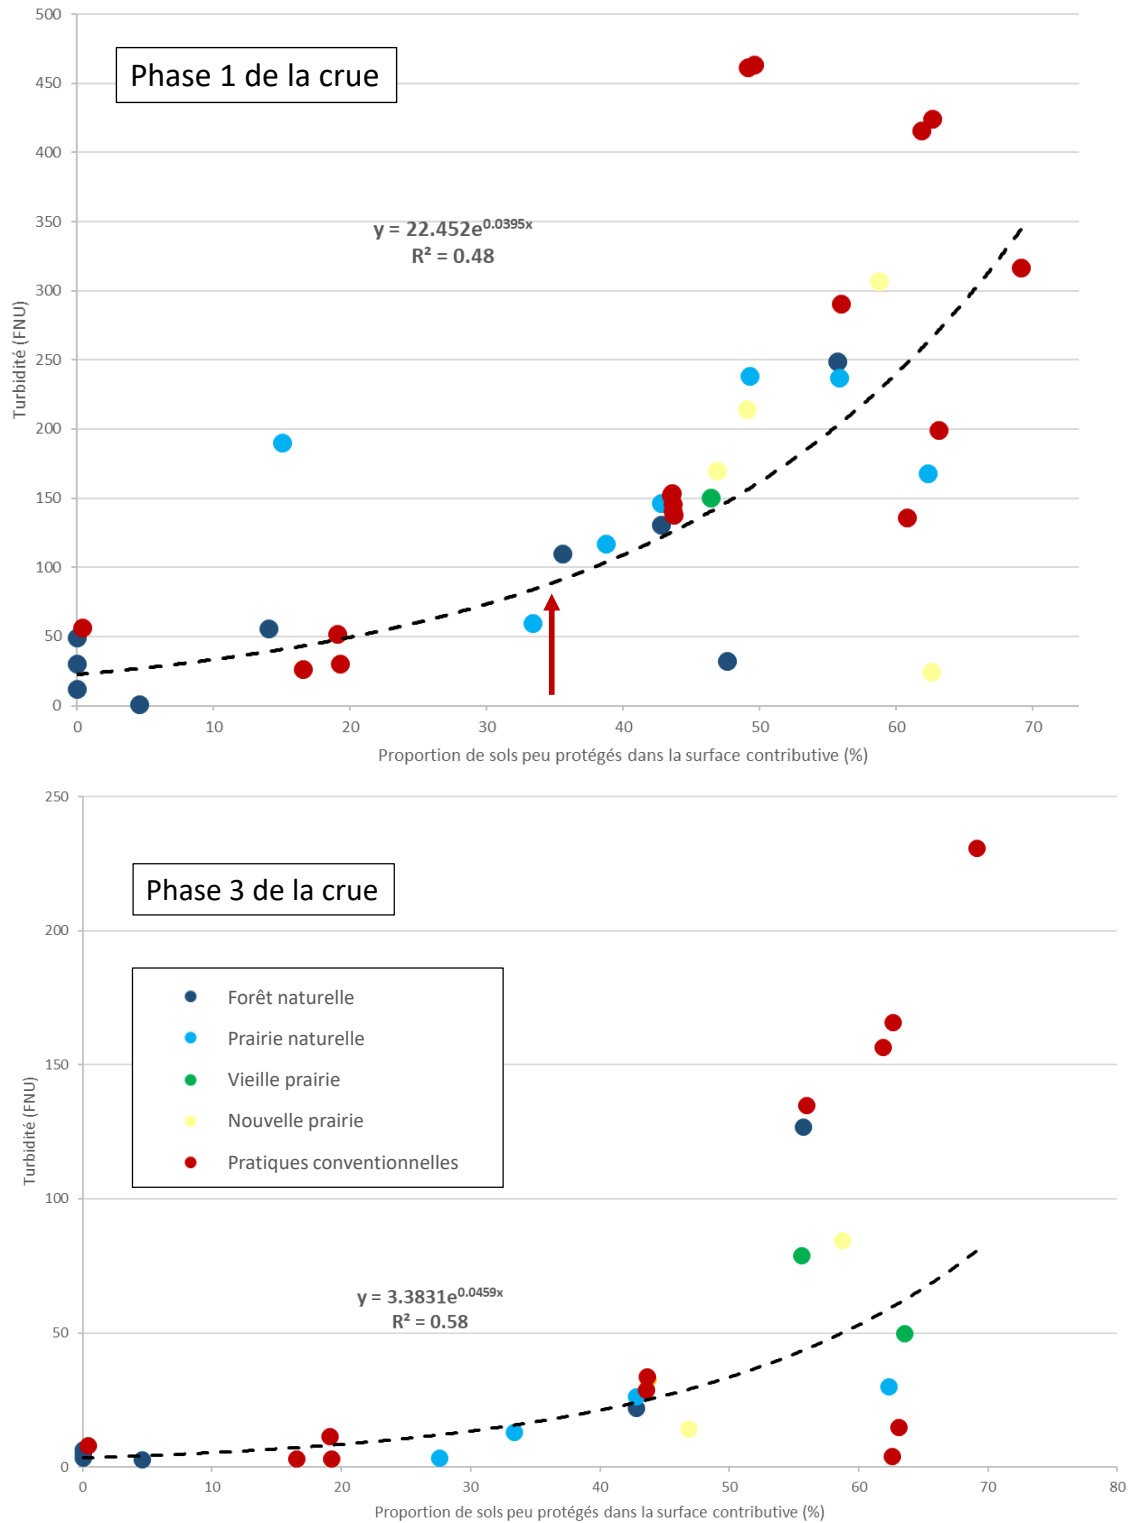 500
450
400
350
300
250
200
150
100
50
0
Turbidité (FNU)
Phase 1 de la crue
y = 22.452e^0.0395x
R² = 0.48
0 10 20 30 40 50 60 70
Proportion de sols peu protégés dans la surface contributive (%)
250
200
150
100
50
0
Turbidité (FNU)
Phase 3 de la crue
Forêt naturelle
Prairie naturelle
Vieille prairie
Nouvelle prairie
Pratiques conventionnelles
y = 3.3831e^0.0459x
R² = 0.58
0 10 20 30 40 50 60 70 80
Proportion de sols peu protégés dans la surface contributive (%)